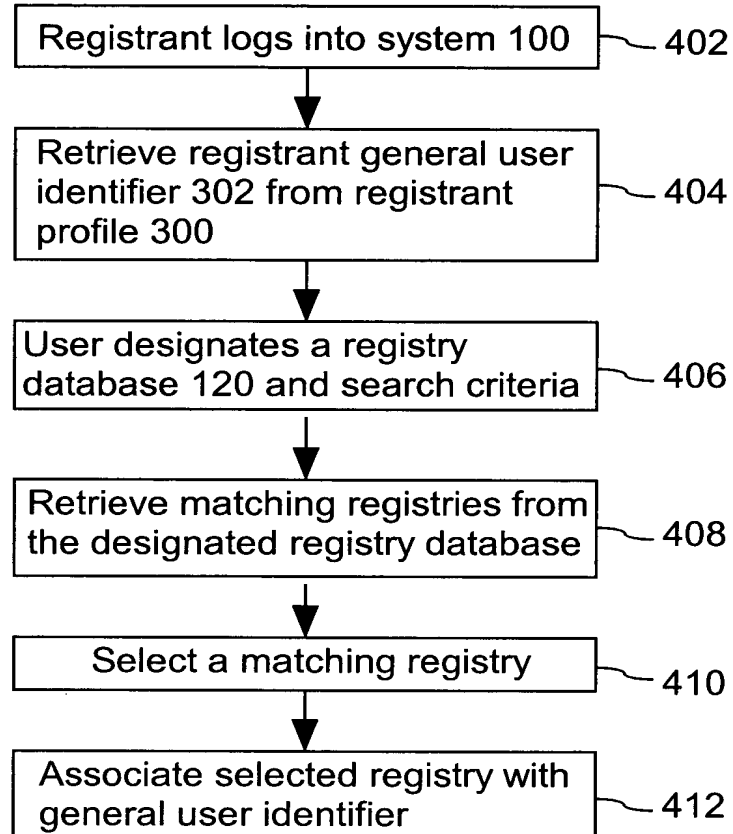 Registrant logs into system 100
402
Retrieve registrant general user
identifier 302 from registrant
profile 300
404
User designates a registry
database 120 and search criteria
406
Retrieve matching registries from
the designated registry database
408
Select a matching registry
410
Associate selected registry with
general user identifier
412